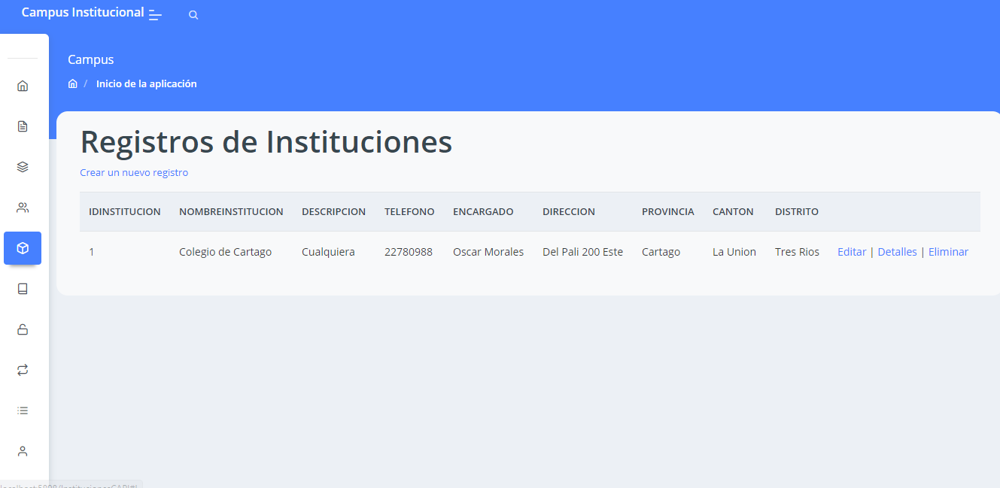 Campus Institucional
Campus
/ Inicio de la aplicación
Registros de Instituciones
Crear un nuevo registro
IDINSTITUCION NOMBREINSTITUCION DESCRIPCION TELEFONO ENCARGADO DIRECCION PROVINCIA CANTON DISTRITO
1 Colegio de Cartago Cualquiera 22780988 Oscar Morales Del Pali 200 Este Cartago La Union Tres Rios Editar | Detalles | Eliminar